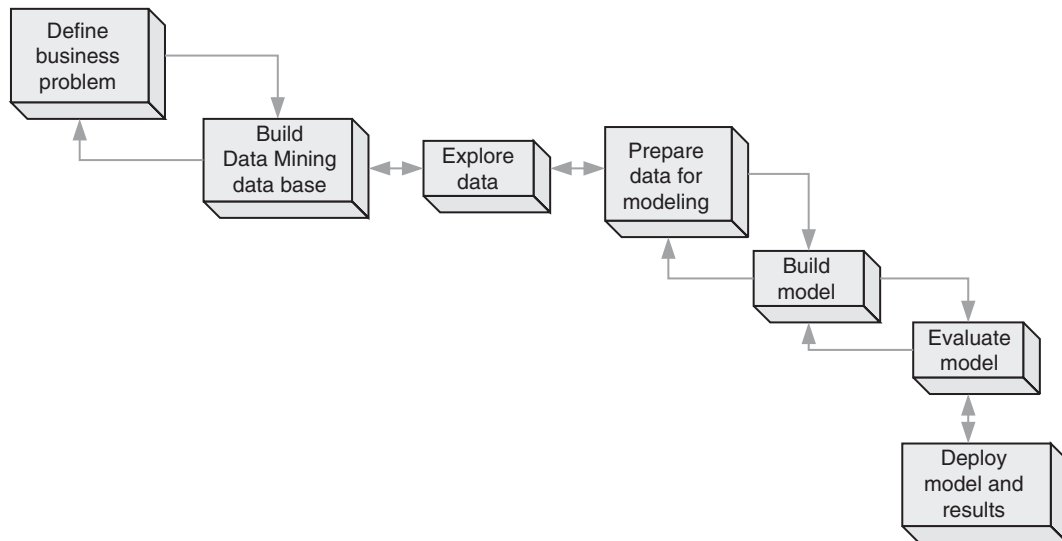 Define
business
problem
Build
Data Mining
data base
Explore
data
Prepare
data for
modeling
Build
model
Evaluate
model
Deploy
model and
results